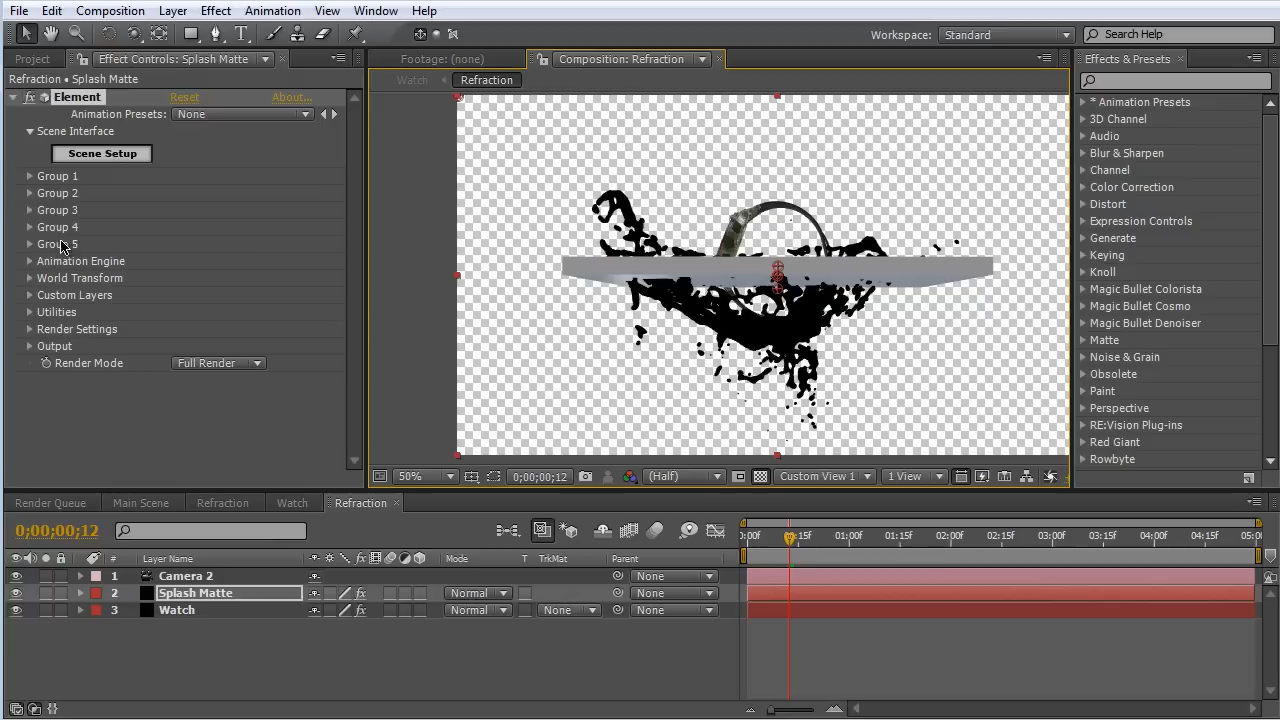 File Edit Composition Layer Effect Animation View Window Help
Workspace: Standard Search Help
Project Effect Controls: Splash Matte Footage: (none) Composition: Refraction Effects & Presets
Refraction • Splash Matte Watch Refraction
fx Element Reset About...
Animation Presets: None
Scene Interface
Scene Setup
Group 1
Group 2
Group 3
Group 4
Group 5
Animation Engine
World Transform
Custom Layers
Utilities
Render Settings
Output
Render Mode Full Render
50% 0;00;00;12 (Half) Custom View 1 1 View
* Animation Presets
3D Channel
Audio
Blur & Sharpen
Channel
Color Correction
Distort
Expression Controls
Generate
Keying
Knoll
Magic Bullet Colorista
Magic Bullet Cosmo
Magic Bullet Denoiser
Matte
Noise & Grain
Obsolete
Paint
Perspective
RE:Vision Plug-ins
Red Giant
Rowbyte
Render Queue Main Scene Refraction Watch Refraction
0;00;00;12
:00f 00:15f 01:00f 01:15f 02:00f 02:15f 03:00f 03:15f 04:00f 04:15f 05:0
# Layer Name Mode T TrkMat Parent
1 Camera 2 None
2 Splash Matte fx Normal None
3 Watch fx Normal None None